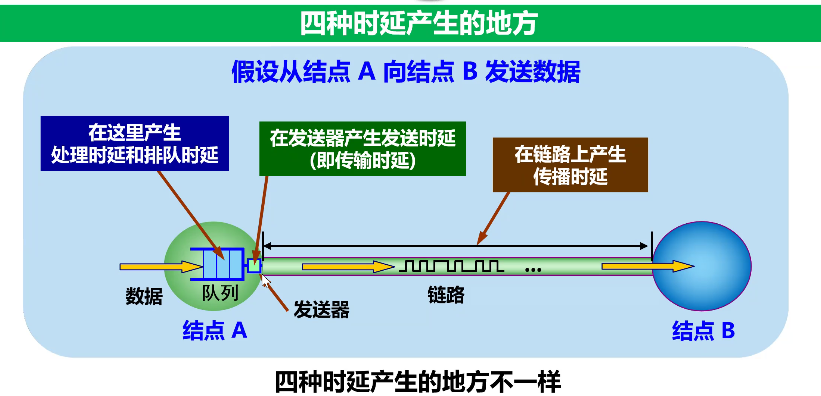 四种时延产生的地方
假设从结点 A 向结点 B 发送数据
在这里产生
处理时延和排队时延
在发送器产生发送时延
(即传输时延)
在链路上产生
传播时延
...
数据
队列
发送器
链路
结点 A
结点 B
四种时延产生的地方不一样